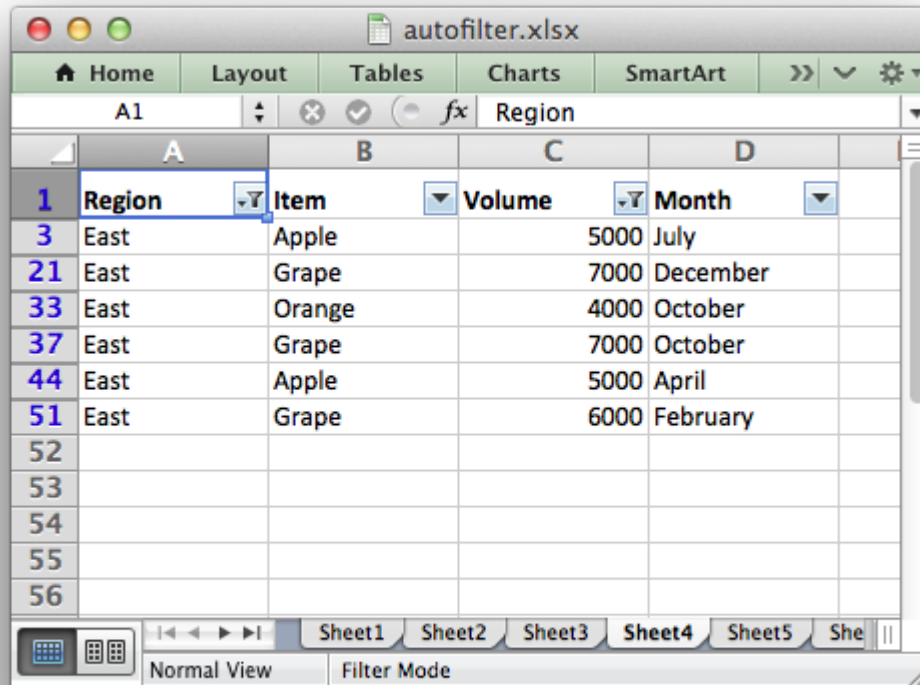 autofilter.xlsx
Home Layout Tables Charts SmartArt
A1 fx Region
A B C D
1 Region Item Volume Month
3 East Apple 5000 July
21 East Grape 7000 December
33 East Orange 4000 October
37 East Grape 7000 October
44 East Apple 5000 April
51 East Grape 6000 February
52
53
54
55
56
Sheet1 Sheet2 Sheet3 Sheet4 Sheet5 She
Normal View Filter Mode